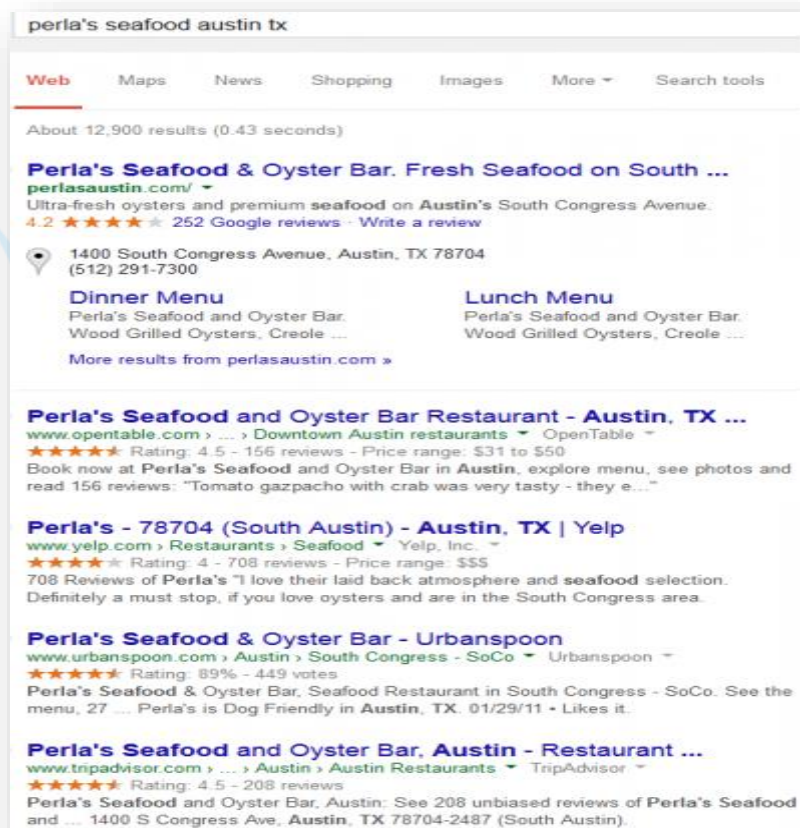 perla's seafood austin tx
Web Maps News Shopping Images More Search tools
About 12,900 results (0.43 seconds)
Perla's Seafood & Oyster Bar. Fresh Seafood on South ...
perlasaustin.com/
Ultra-fresh oysters and premium seafood on Austin's South Congress Avenue.
4.2 252 Google reviews · Write a review
1400 South Congress Avenue, Austin, TX 78704
(512) 291-7300
Dinner Menu Lunch Menu
Perla's Seafood and Oyster Bar. Perla's Seafood and Oyster Bar.
Wood Grilled Oysters, Creole ... Wood Grilled Oysters, Creole ...
More results from perlasaustin.com »
Perla's Seafood and Oyster Bar Restaurant - Austin, TX ...
www.opentable.com › ... › Downtown Austin restaurants OpenTable
Rating: 4.5 - 156 reviews - Price range: $31 to $50
Book now at Perla's Seafood and Oyster Bar in Austin, explore menu, see photos and
read 156 reviews: "Tomato gazpacho with crab was very tasty - they e..."
Perla's - 78704 (South Austin) - Austin, TX | Yelp
www.yelp.com › Restaurants › Seafood Yelp, Inc.
Rating: 4 - 708 reviews - Price range: $$$
708 Reviews of Perla's "I love their laid back atmosphere and seafood selection.
Definitely a must stop, if you love oysters and are in the South Congress area.
Perla's Seafood & Oyster Bar - Urbanspoon
www.urbanspoon.com › Austin › South Congress - SoCo Urbanspoon
Rating: 89% - 449 votes
Perla's Seafood & Oyster Bar, Seafood Restaurant in South Congress - SoCo. See the
menu, 27 ... Perla's is Dog Friendly in Austin, TX. 01/29/11 • Likes it.
Perla's Seafood and Oyster Bar, Austin - Restaurant ...
www.tripadvisor.com › ... › Austin › Austin Restaurants TripAdvisor
Rating: 4.5 - 208 reviews
Perla's Seafood and Oyster Bar, Austin: See 208 unbiased reviews of Perla's Seafood
and ... 1400 S Congress Ave, Austin, TX 78704-2487 (South Austin).